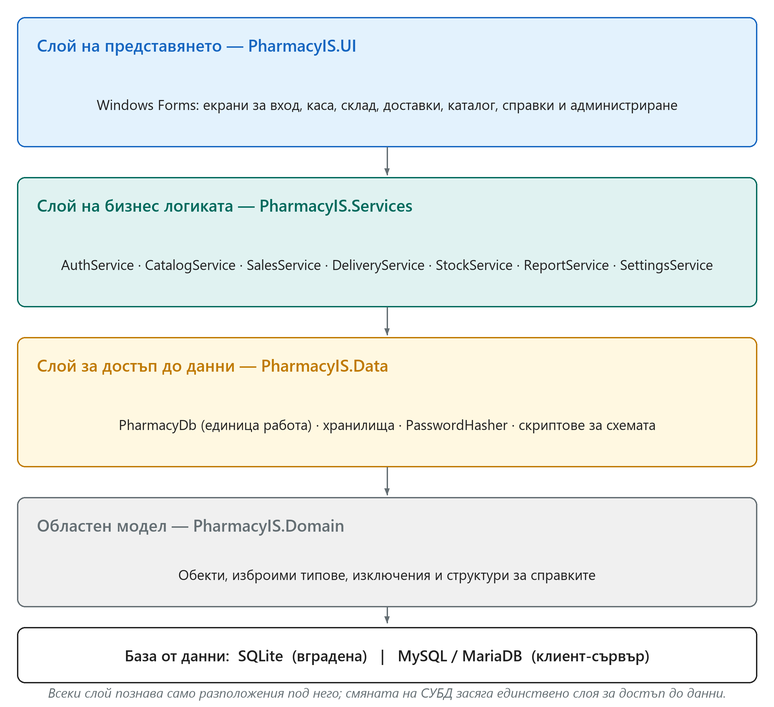 Слой на представянето — PharmacyIS.UI
Windows Forms: екрани за вход, каса, склад, доставки, каталог, справки и администриране
Слой на бизнес логиката — PharmacyIS.Services
AuthService · CatalogService · SalesService · DeliveryService · StockService · ReportService · SettingsService
Слой за достъп до данни — PharmacyIS.Data
PharmacyDb (единица работа) · хранилища · PasswordHasher · скриптове за схемата
Областен модел — PharmacyIS.Domain
Обекти, изброими типове, изключения и структури за справките
База от данни: SQLite (вградена) | MySQL / MariaDB (клиент-сървър)
Всеки слой познава само разположения под него; смяната на СУБД засяга единствено слоя за достъп до данни.